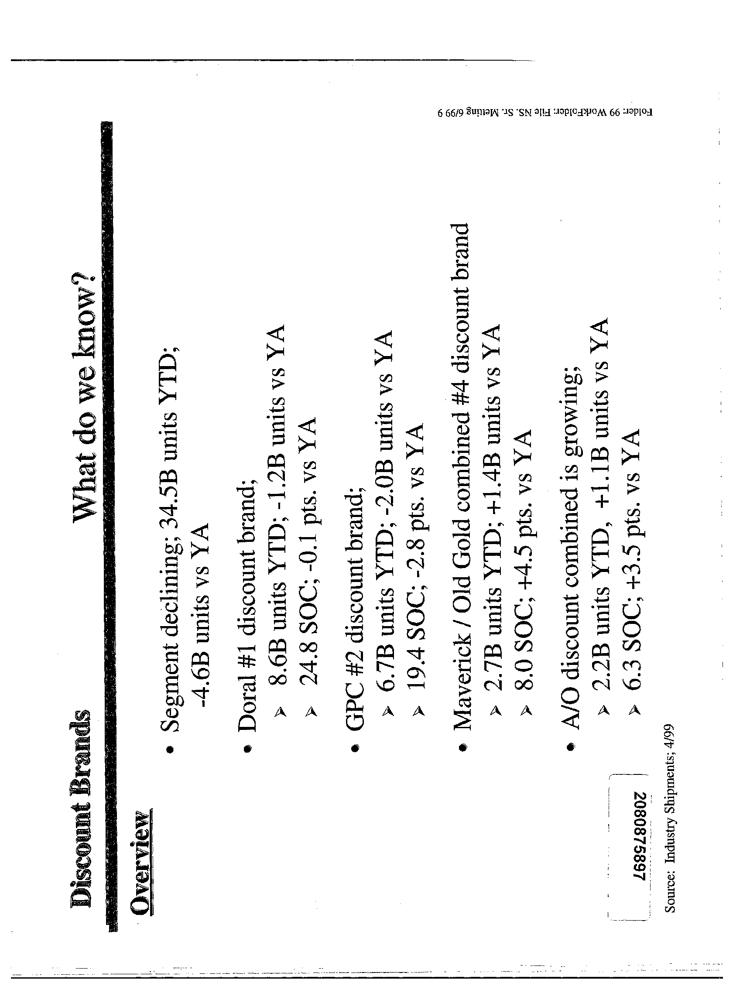 Discount Brands What do we know?
Overview
• Segment declining; 34.5B units YTD;
-4.6B units vs YA
• Doral #1 discount brand;
➢ 8.6B units YTD; -1.2B units vs YA
➢ 24.8 SOC; -0.1 pts. vs YA
• GPC #2 discount brand;
➢ 6.7B units YTD; -2.0B units vs YA
➢ 19.4 SOC; -2.8 pts. vs YA
• Maverick / Old Gold combined #4 discount brand
➢ 2.7B units YTD; +1.4B units vs YA
➢ 8.0 SOC; +4.5 pts. vs YA
• A/O discount combined is growing;
➢ 2.2B units YTD, +1.1B units vs YA
➢ 6.3 SOC; +3.5 pts. vs YA
2080875897
Source: Industry Shipments; 4/99
Folder: 99 WorkFolder: File NS. Sr. Metting 6/99 9